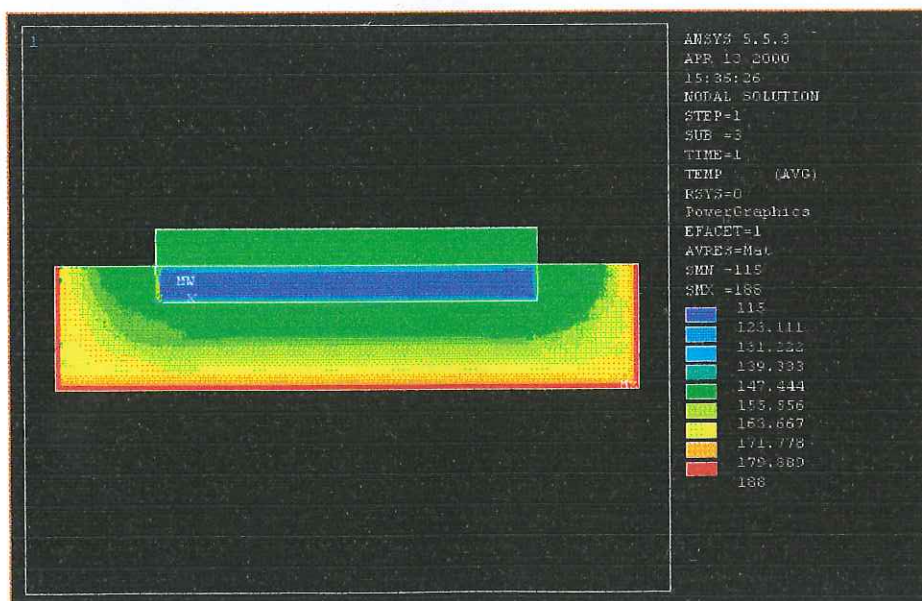 1
ANSYS 5.5.3
APR 13 2000
15:36:26
NODAL SOLUTION
STEP=1
SUB =3
TIME=1
TEMP (AVG)
RSYS=0
PowerGraphics
EFACET=1
AVRES=Mat
SMN =115
SMX =188
115
123.111
131.222
139.333
147.444
155.556
163.667
171.778
179.889
188
X
MX